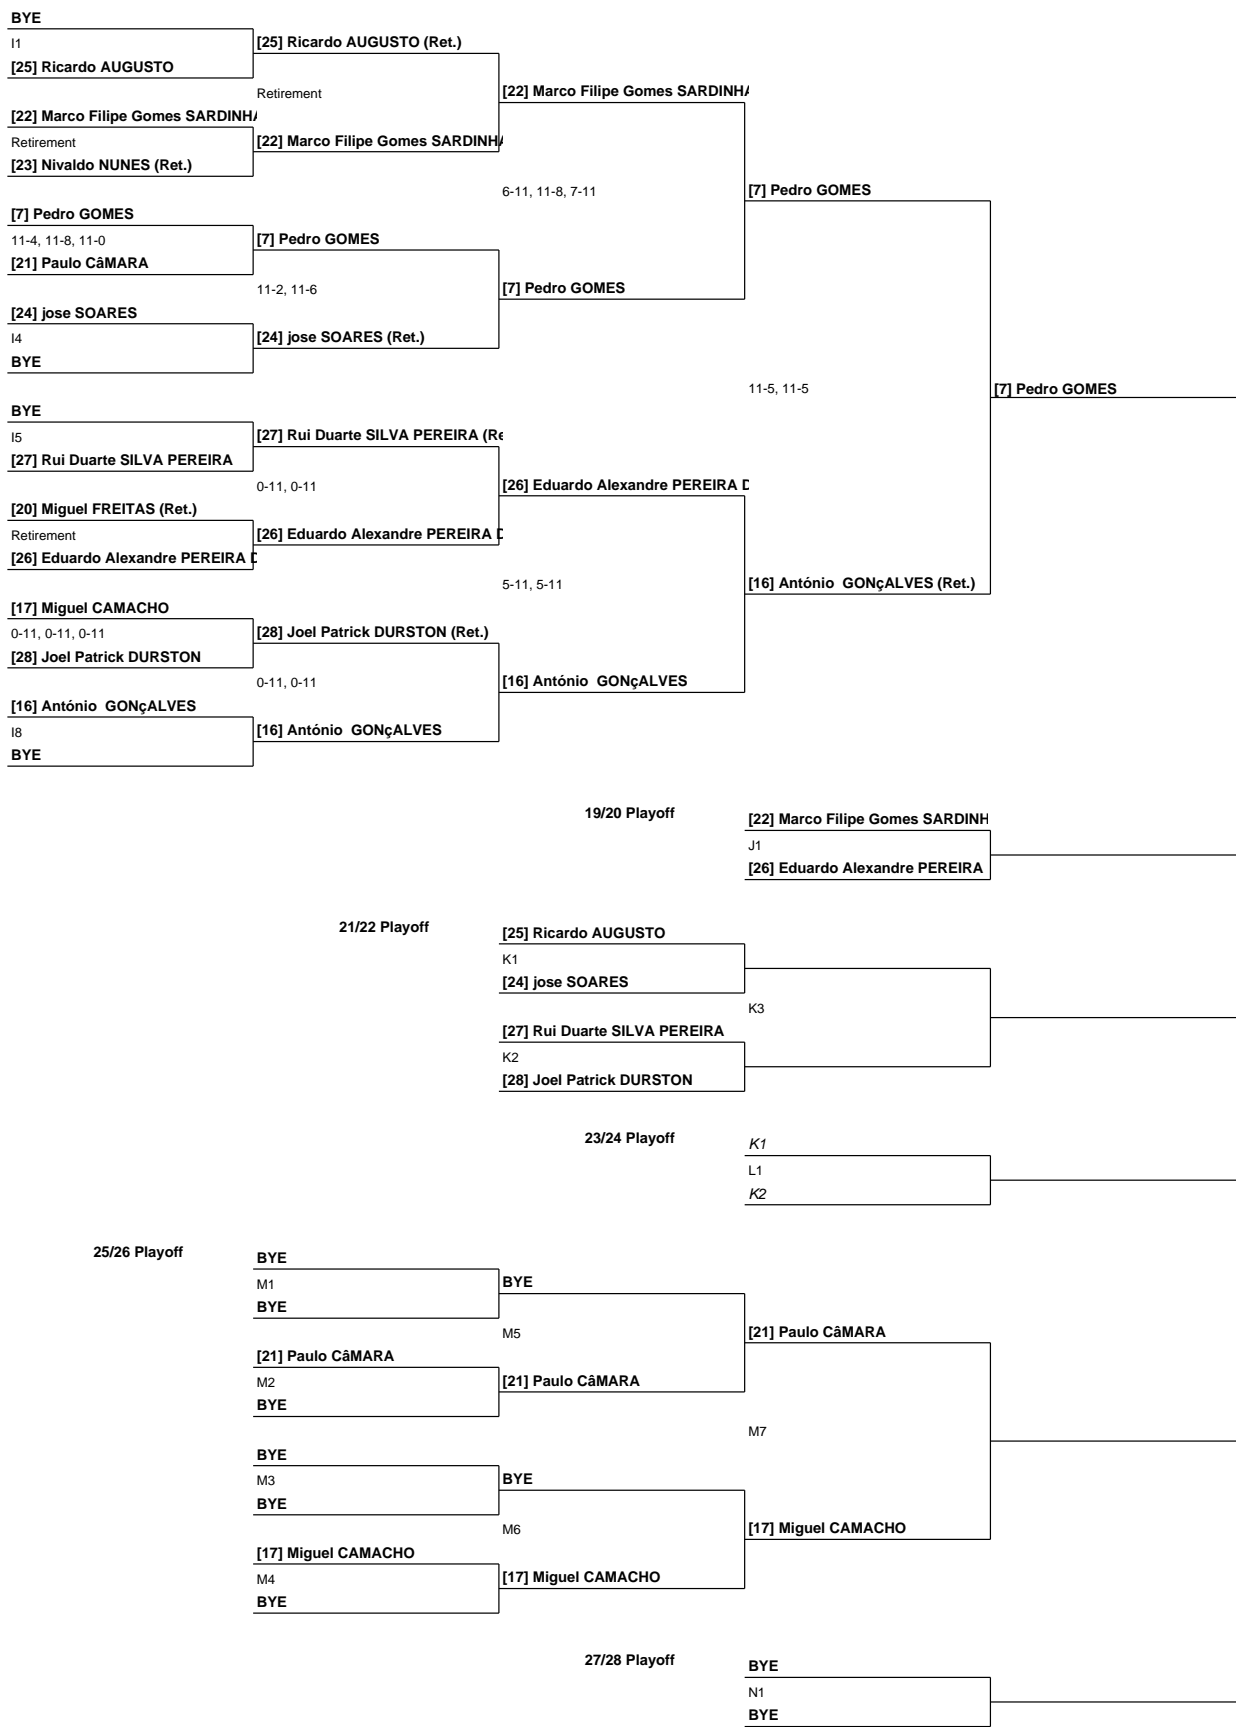 BYE
I1
[25] Ricardo AUGUSTO (Ret.)
[25] Ricardo AUGUSTO
Retirement
[22] Marco Filipe Gomes SARDINHA
[22] Marco Filipe Gomes SARDINHA
Retirement
[22] Marco Filipe Gomes SARDINHA
[23] Nivaldo NUNES (Ret.)
6-11, 11-8, 7-11
[7] Pedro GOMES
[7] Pedro GOMES
11-4, 11-8, 11-0
[7] Pedro GOMES
[21] Paulo CâMARA
11-2, 11-6
[7] Pedro GOMES
[24] jose SOARES
I4
[24] jose SOARES (Ret.)
BYE
11-5, 11-5
[7] Pedro GOMES
BYE
I5
[27] Rui Duarte SILVA PEREIRA (Re
[27] Rui Duarte SILVA PEREIRA
0-11, 0-11
[26] Eduardo Alexandre PEREIRA D
[20] Miguel FREITAS (Ret.)
Retirement
[26] Eduardo Alexandre PEREIRA D
[26] Eduardo Alexandre PEREIRA D
5-11, 5-11
[16] António  GONçALVES (Ret.)
[17] Miguel CAMACHO
0-11, 0-11, 0-11
[28] Joel Patrick DURSTON (Ret.)
[28] Joel Patrick DURSTON
0-11, 0-11
[16] António  GONçALVES
[16] António  GONçALVES
I8
[16] António  GONçALVES
BYE
19/20 Playoff
[22] Marco Filipe Gomes SARDINH
J1
[26] Eduardo Alexandre PEREIRA
21/22 Playoff
[25] Ricardo AUGUSTO
K1
[24] jose SOARES
K3
[27] Rui Duarte SILVA PEREIRA
K2
[28] Joel Patrick DURSTON
23/24 Playoff
K1
L1
K2
25/26 Playoff
BYE
M1
BYE
BYE
M5
[21] Paulo CâMARA
[21] Paulo CâMARA
M2
[21] Paulo CâMARA
BYE
M7
BYE
M3
BYE
BYE
M6
[17] Miguel CAMACHO
[17] Miguel CAMACHO
M4
[17] Miguel CAMACHO
BYE
27/28 Playoff
BYE
N1
BYE